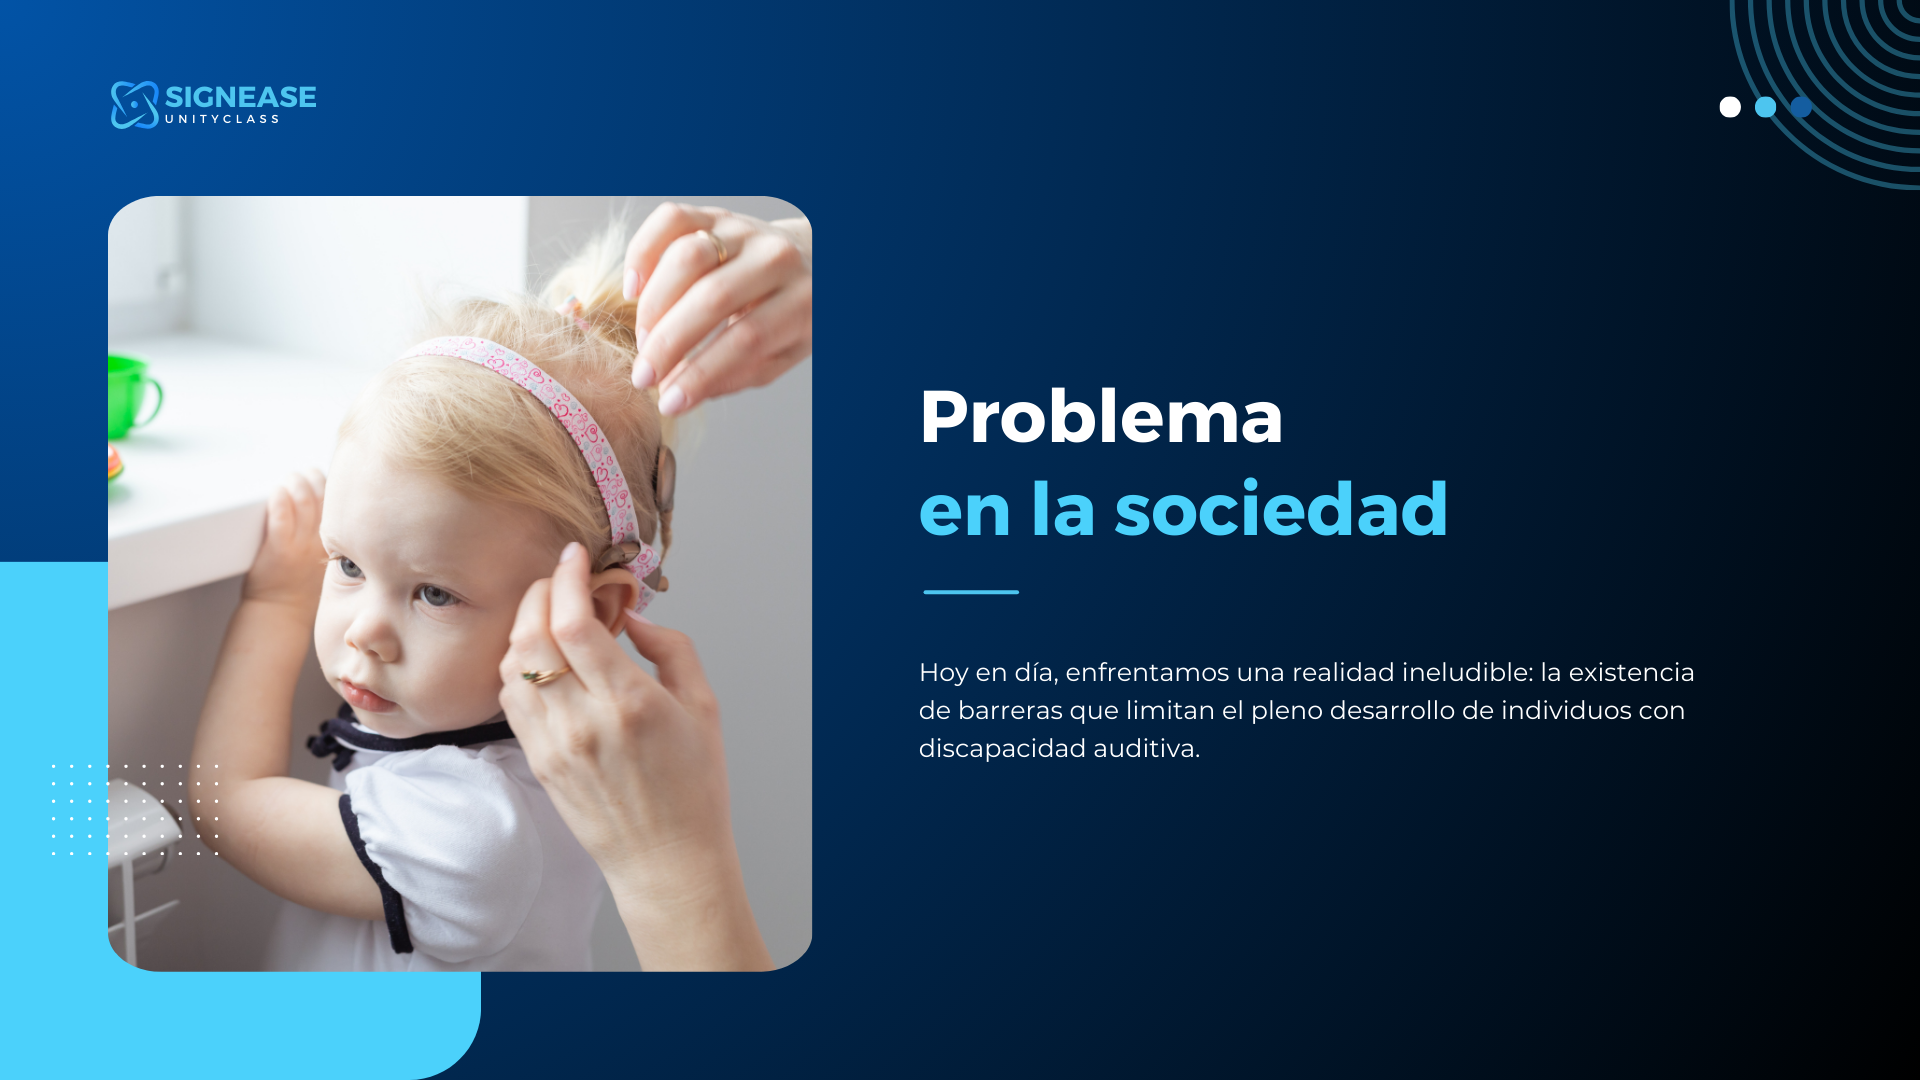 SIGNEASE
UNITYCLASS
Problema
en la sociedad
Hoy en día, enfrentamos una realidad ineludible: la existencia
de barreras que limitan el pleno desarrollo de individuos con
discapacidad auditiva.